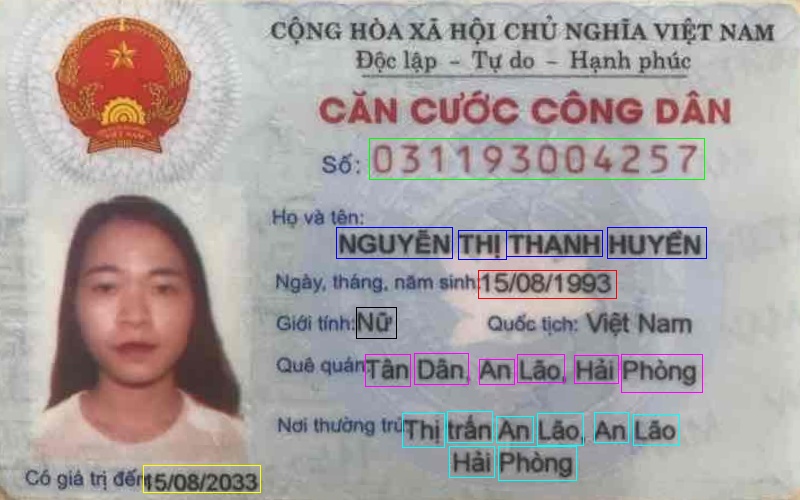 CỘNG HÒA XÃ HỘI CHỦ NGHĨA VIỆT NAM
Độc lập - Tự do - Hạnh phúc
CĂN CƯỚC CÔNG DÂN
Số: 031193004257
Họ và tên:
NGUYỄN THỊ THANH HUYỀN
Ngày, tháng, năm sinh: 15/08/1993
Giới tính: Nữ Quốc tịch: Việt Nam
Quê quán: Tân Dân, An Lão, Hải Phòng
Nơi thường trú: Thị trấn An Lão, An Lão
Hải Phòng
Có giá trị đến: 15/08/2033